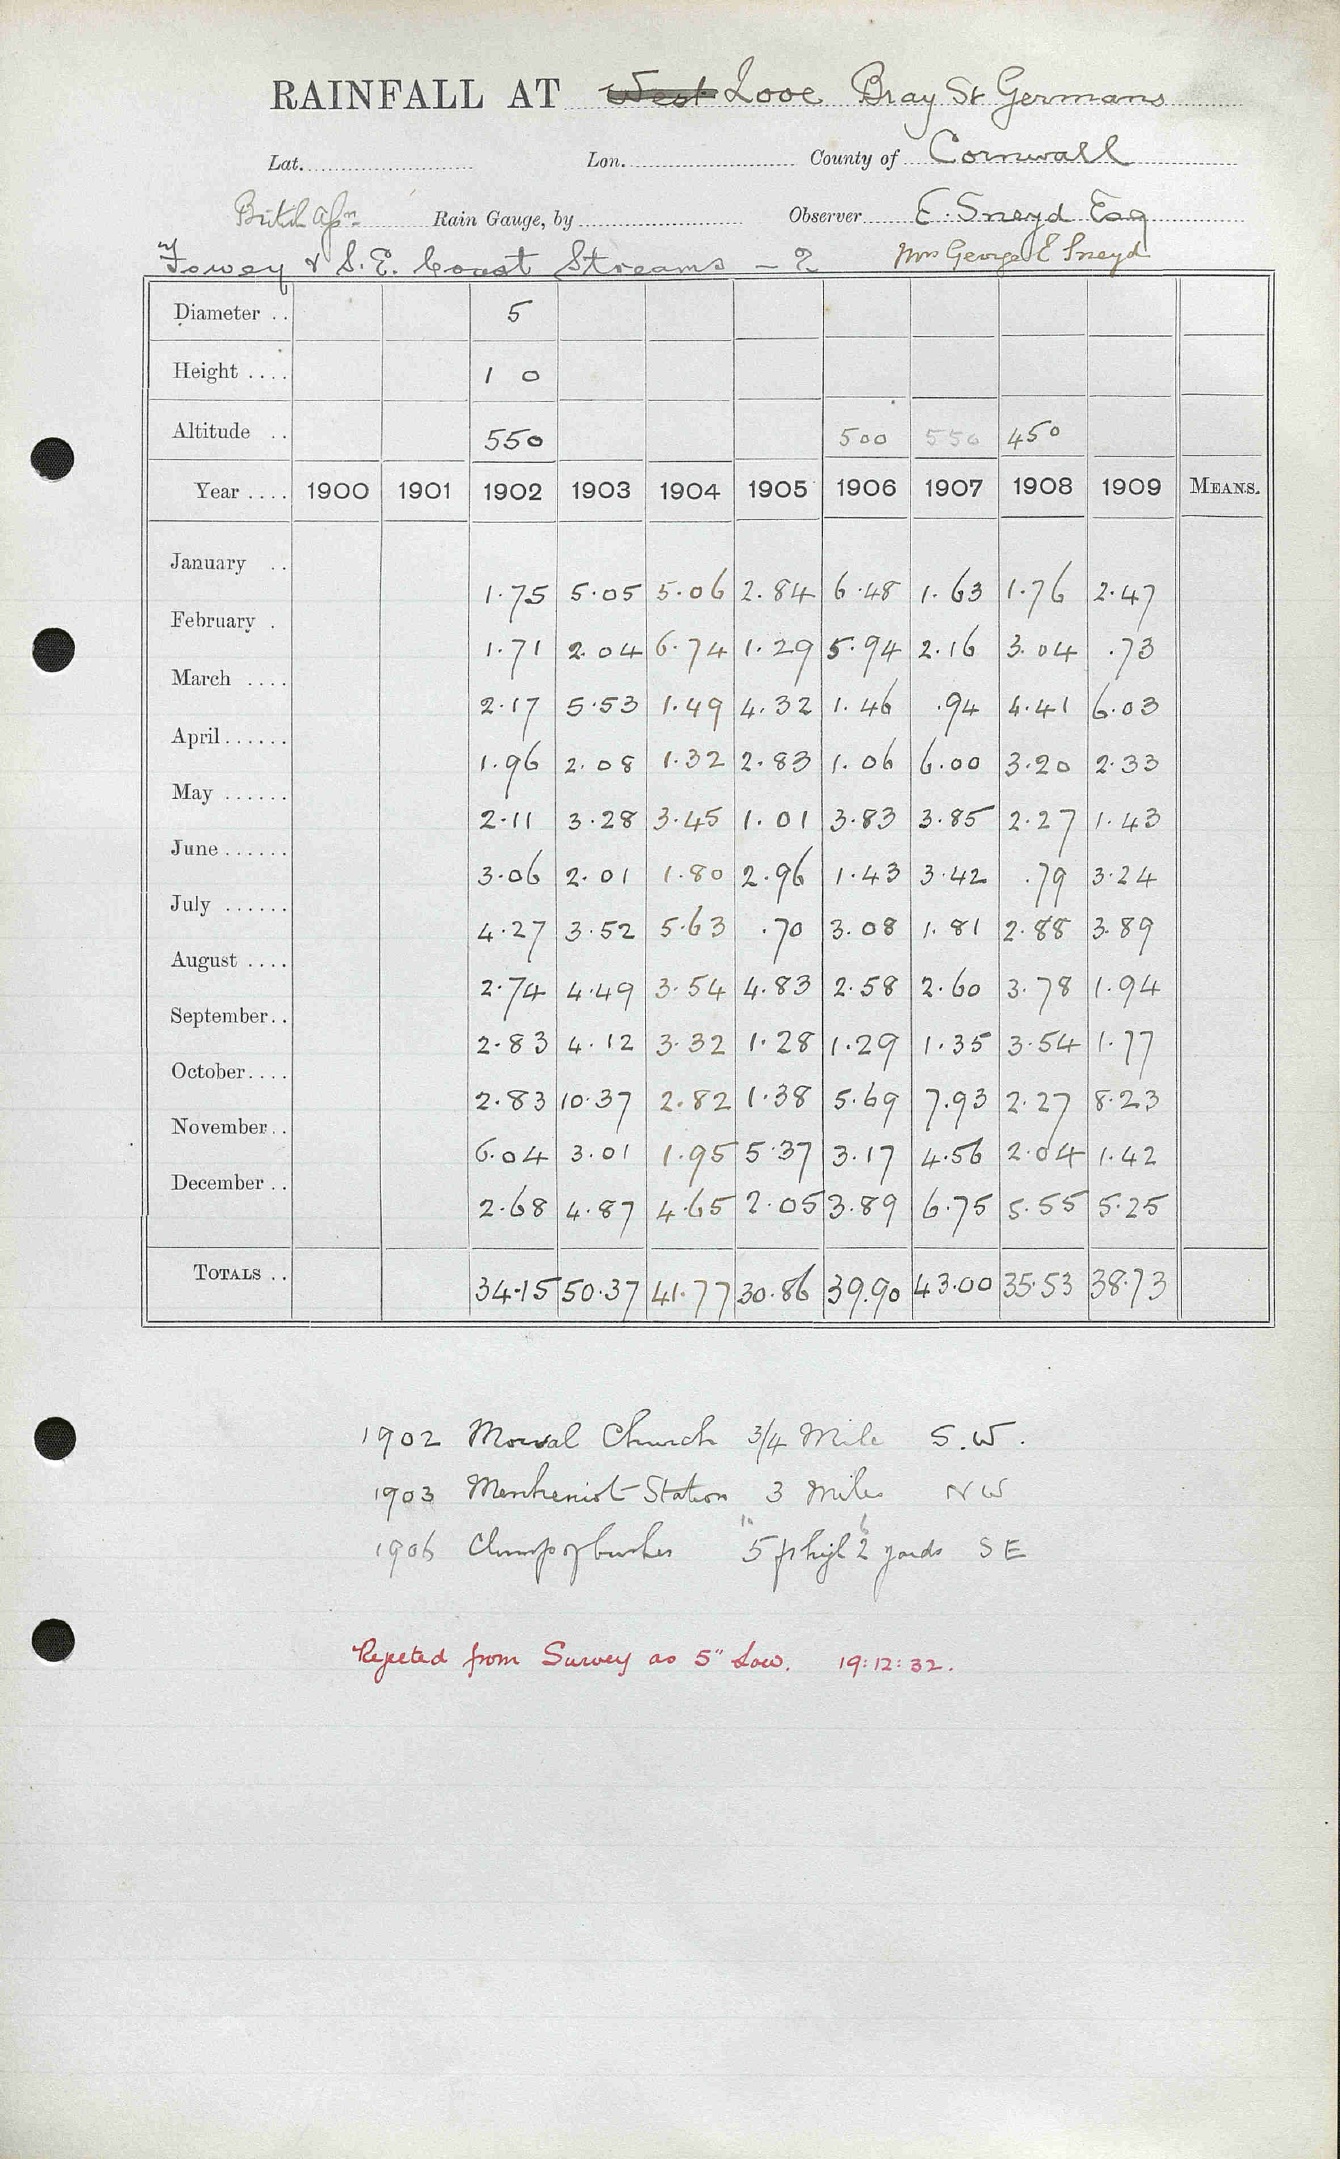 RAINFALL AT West Looe Bray St Germans
Lat. Lon. County of Cornwall
Rain Gauge, by Observer E. Sneyd Esq
Fowey & S.E. Coast Streams - 2 Mrs George E Sneyd
Diameter .. 5
Height .... 1 0
Altitude .. 550 500 550 450
Year .... 1900 1901 1902 1903 1904 1905 1906 1907 1908 1909 MEANS.
January .. 1.75 5.05 5.06 2.84 6.48 1.63 1.76 2.47
February . 1.71 2.04 6.74 1.29 5.94 2.16 3.04 .73
March .... 2.17 5.53 1.49 4.32 1.46 .94 4.41 6.03
April...... 1.96 2.08 1.32 2.83 1.06 6.00 3.20 2.33
May ...... 2.11 3.28 3.45 1.01 3.83 3.85 2.27 1.43
June...... 3.06 2.01 1.80 2.96 1.43 3.42 .79 3.24
July ...... 4.27 3.52 5.63 .70 3.08 1.81 2.88 3.89
August .... 2.74 4.49 3.54 4.83 2.58 2.60 3.78 1.94
September.. 2.83 4.12 3.32 1.28 1.29 1.35 3.54 1.77
October.... 2.83 10.37 2.82 1.38 5.69 7.93 2.27 8.23
November.. 6.04 3.01 1.95 5.37 3.17 4.56 2.04 1.42
December .. 2.68 4.87 4.65 2.05 3.89 6.75 5.55 5.25
TOTALS .. 34.15 50.37 41.77 30.86 39.90 43.00 35.53 38.73
1902 Morval Church 3/4 Mile S.W.
1903 Menheniot Station 3 Miles NW
1906 Clump of bushes 5 ft high 2 yards SE
Rejected from Survey as 5" Low. 19:12:32.